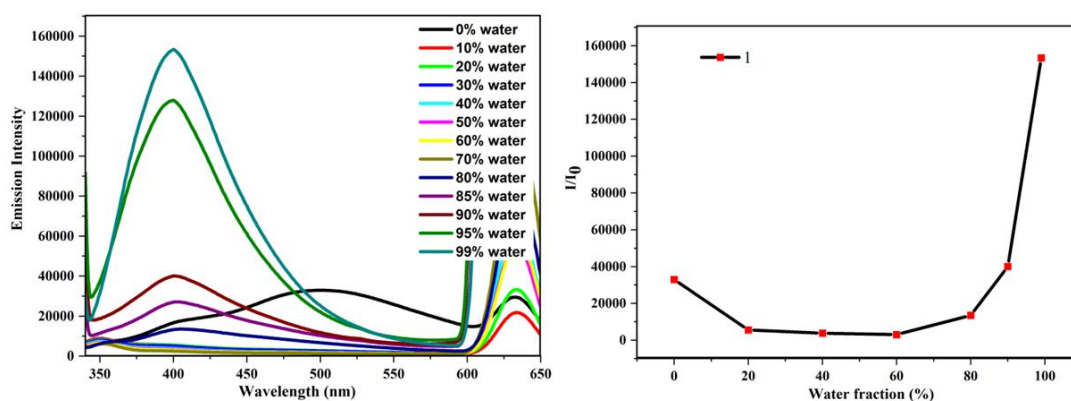 160000
140000
120000
100000
80000
60000
40000
20000
0
Emission Intensity
350 400 450 500 550 600 650
Wavelength (nm)
0% water
10% water
20% water
30% water
40% water
50% water
60% water
70% water
80% water
85% water
90% water
95% water
99% water
160000
140000
120000
100000
80000
60000
40000
20000
0
I/I0
1
0 20 40 60 80 100
Water fraction (%)